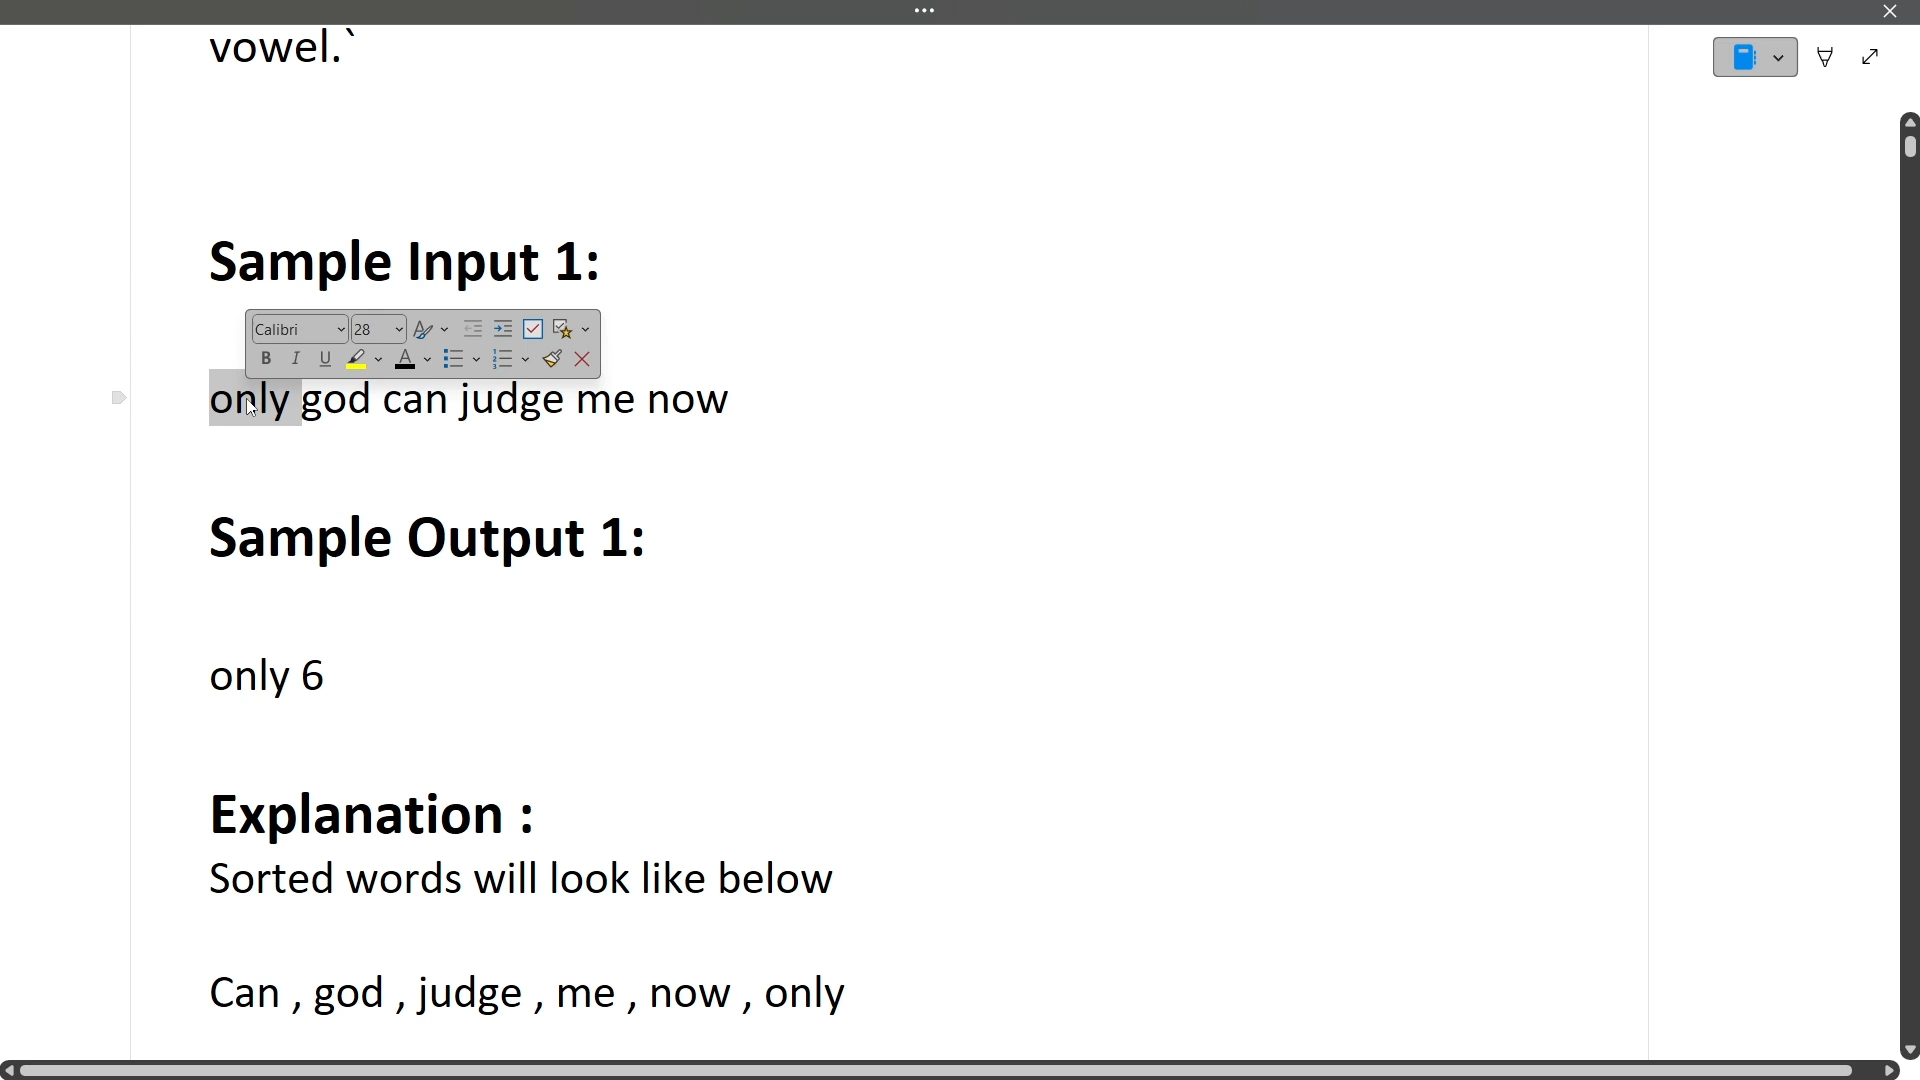 vowel.`
Sample Input 1:
Calibri 28
B I U A
only god can judge me now
Sample Output 1:
only 6
Explanation :
Sorted words will look like below
Can , god , judge , me , now , only